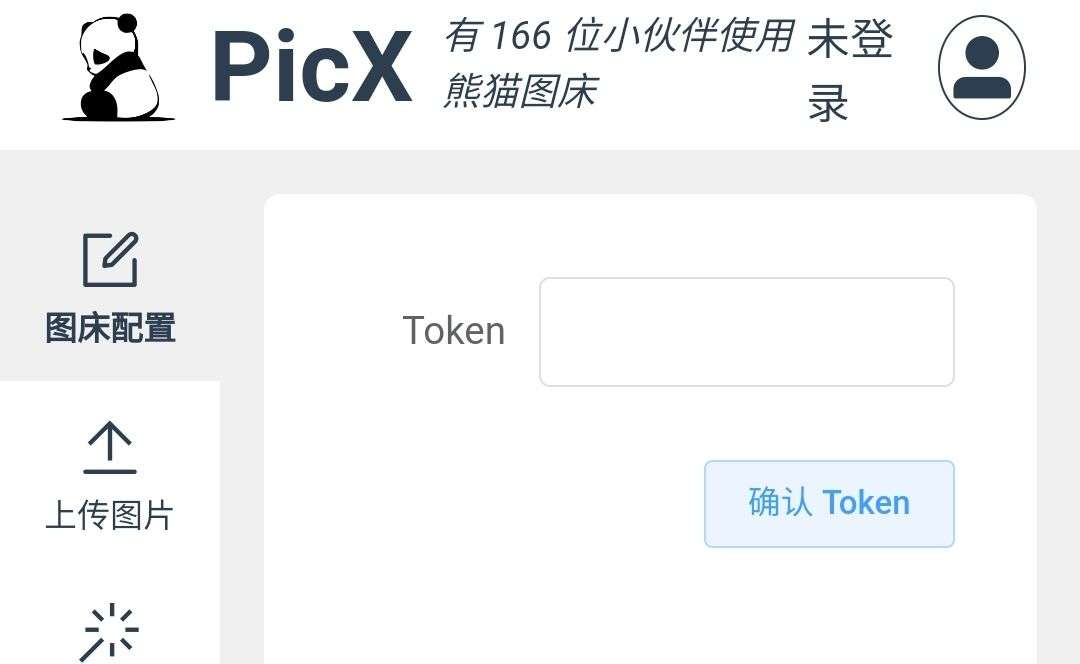 PicX
有 166 位小伙伴使用
熊猫图床
未登
录
图床配置
Token
确认 Token
上传图片